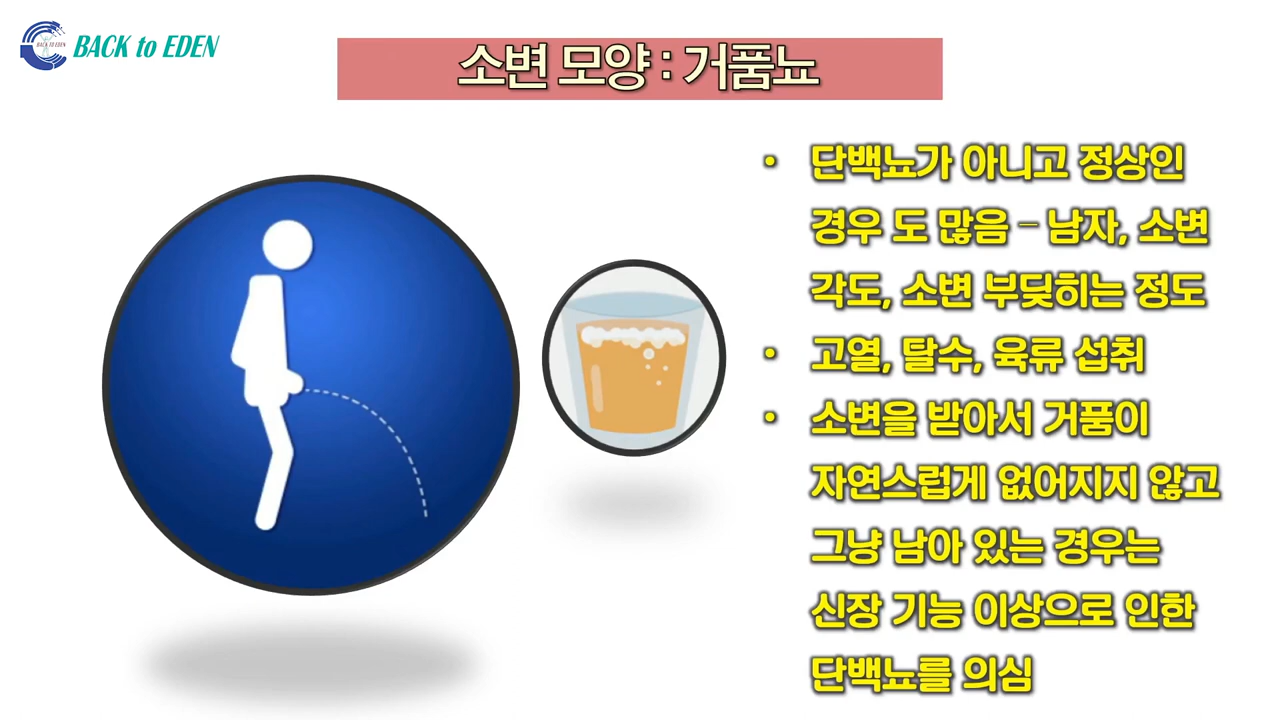 BACK to EDEN
소변 모양 : 거품뇨
• 단백뇨가 아니고 정상인
경우 도 많음 – 남자, 소변
각도, 소변 부딪히는 정도
• 고열, 탈수, 육류 섭취
• 소변을 받아서 거품이
자연스럽게 없어지지 않고
그냥 남아 있는 경우는
신장 기능 이상으로 인한
단백뇨를 의심